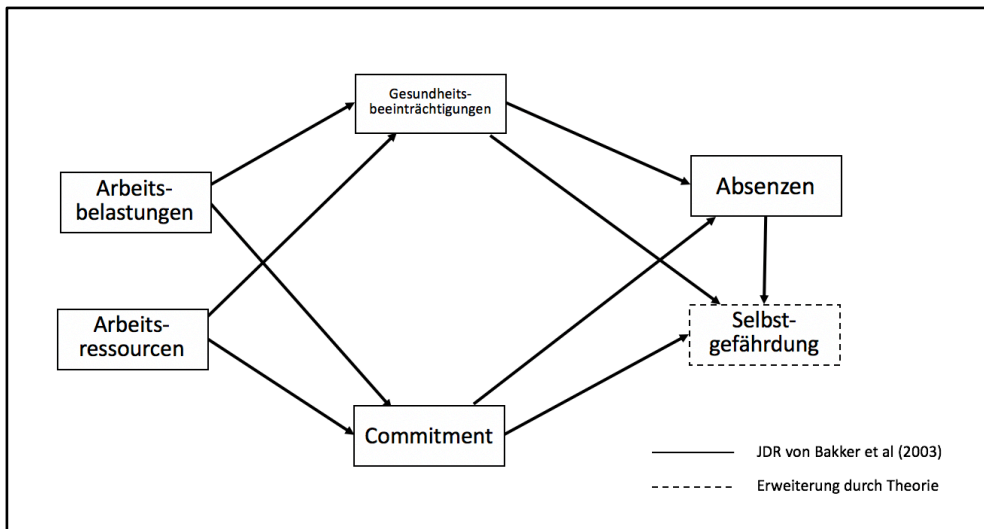 Gesundheits-
beeinträchtigungen
Arbeits-
belastungen
Absenzen
Arbeits-
ressourcen
Selbst-
gefährdung
Commitment
JDR von Bakker et al (2003)
Erweiterung durch Theorie